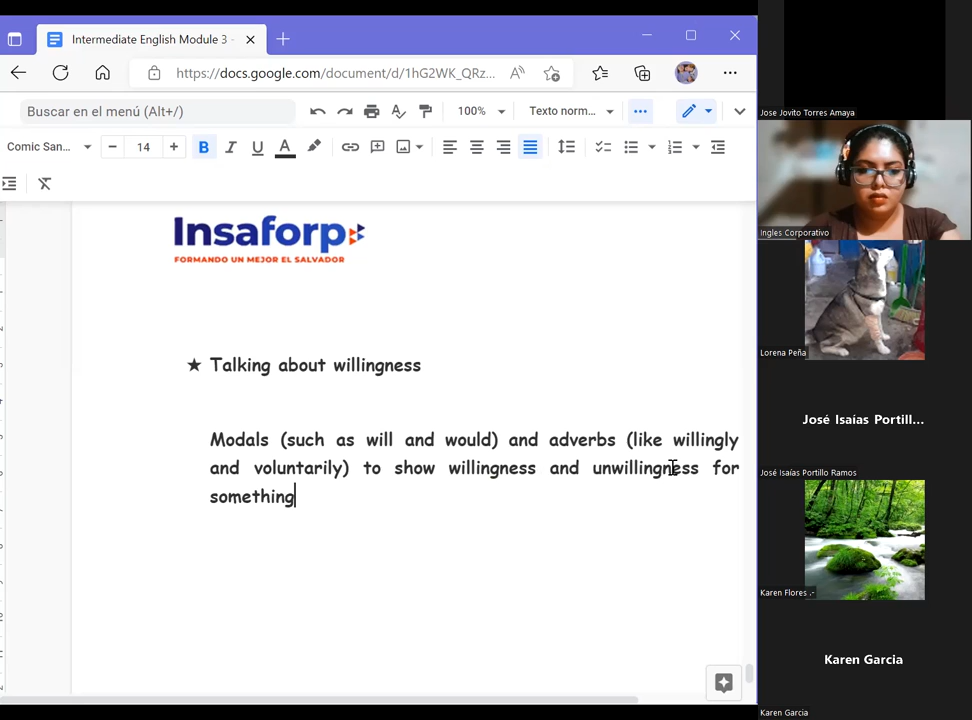 Intermediate English Module 3 -
https://docs.google.com/document/d/1hG2WK_QRz...
Buscar en el menú (Alt+/)
100%
Texto norm...
Comic San...
14
Insaforp
FORMANDO UN MEJOR EL SALVADOR
★ Talking about willingness
Modals (such as will and would) and adverbs (like willingly
and voluntarily) to show willingness and unwillingness for
something
Jose Jovito Torres Amaya
Ingles Corporativo
Lorena Peña
José Isaías Portill...
José Isaías Portillo Ramos
Karen Flores .-
Karen Garcia
Karen Garcia